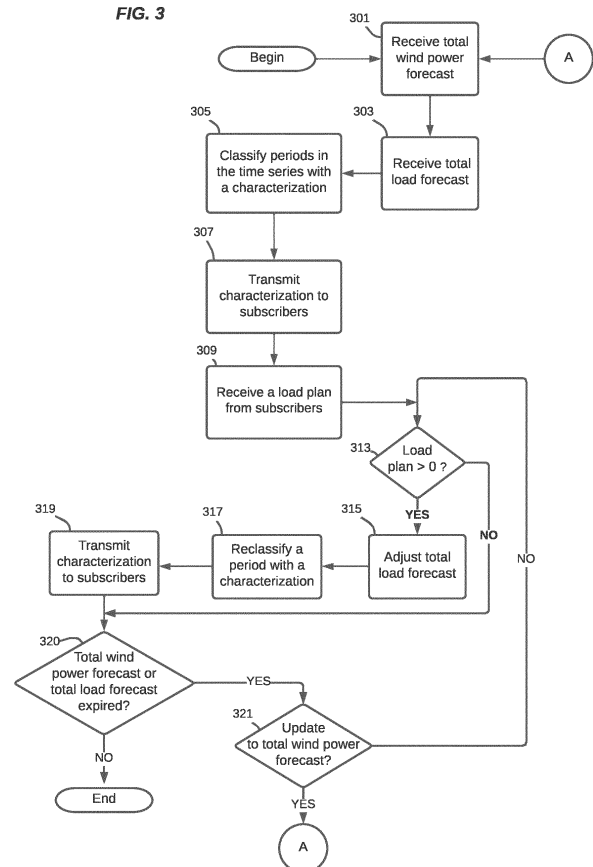 FIG. 3
301
Receive total
wind power
forecast
Begin
A
305
303
Classify periods in
the time series with
a characterization
Receive total
load forecast
307
Transmit
characterization to
subscribers
309
Receive a load plan
from subscribers
313
Load
plan > 0 ?
YES
NO
NO
319
317
315
Transmit
characterization
to subscribers
Reclassify a
period with a
characterization
Adjust total
load forecast
320
Total wind
power forecast or
total load forecast
expired?
YES
321
Update
to total wind power
forecast?
NO
End
YES
A